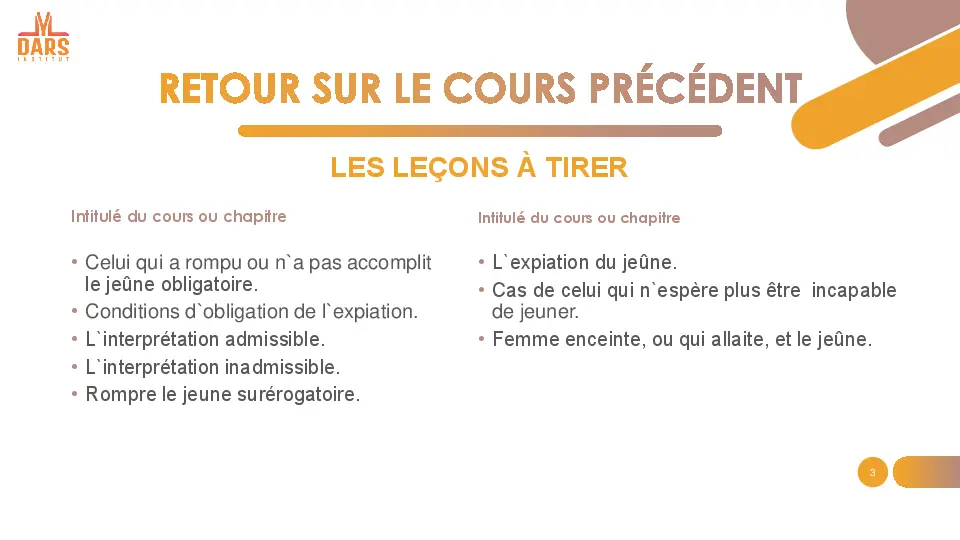 DARS
INSTITUT
RETOUR SUR LE COURS PRÉCÉDENT
LES LEÇONS À TIRER
Intitulé du cours ou chapitre
• Celui qui a rompu ou n`a pas accomplit
le jeûne obligatoire.
• Conditions d`obligation de l`expiation.
• L`interprétation admissible.
• L`interprétation inadmissible.
• Rompre le jeune surérogatoire.
Intitulé du cours ou chapitre
• L`expiation du jeûne.
• Cas de celui qui n`espère plus être  incapable
de jeuner.
• Femme enceinte, ou qui allaite, et le jeûne.
3